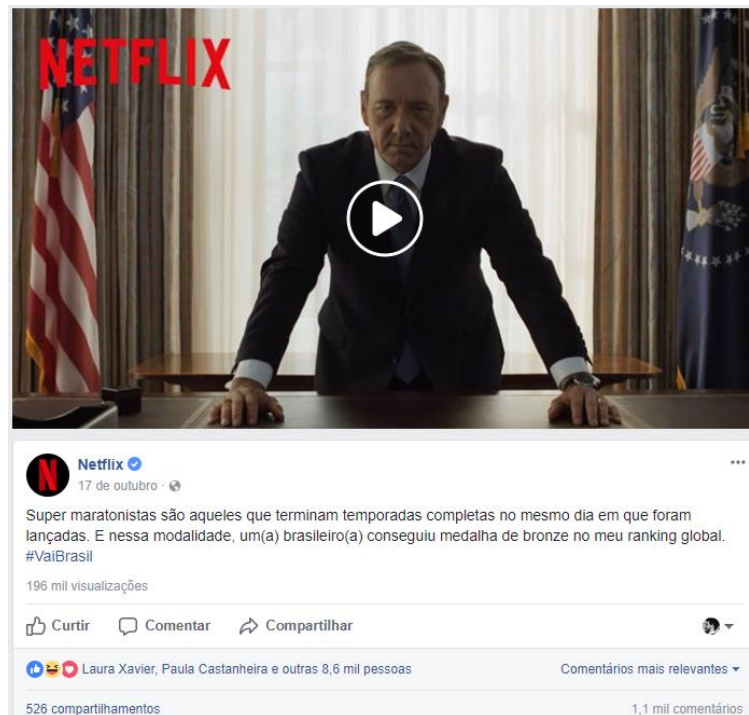 NETFLIX
Netflix
17 de outubro ·
Super maratonistas são aqueles que terminam temporadas completas no mesmo dia em que foram
lançadas. E nessa modalidade, um(a) brasileiro(a) conseguiu medalha de bronze no meu ranking global.
#VaiBrasil
196 mil visualizações
Curtir Comentar Compartilhar
Laura Xavier, Paula Castanheira e outras 8,6 mil pessoas Comentários mais relevantes
526 compartilhamentos 1,1 mil comentários